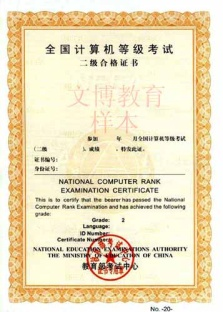 全国计算机等级考试
二级合格证书
文博教育
样本
参加 年 月全国计算机等级考试
(二级 ), 成绩 , 特发此证。
证书编号:
身份证号:
NATIONAL COMPUTER RANK
EXAMINATION CERTIFICATE
This is to certify that the bearer has passed the National
Computer Rank Examination and has achieved the following
grade:
Grade: 2
Language:
ID Number:
Certificate Number:
NATIONAL EDUCATION EXAMINATIONS AUTHORITY
THE MINISTRY OF EDUCATION OF CHINA
教育部考试中心
No. -20-